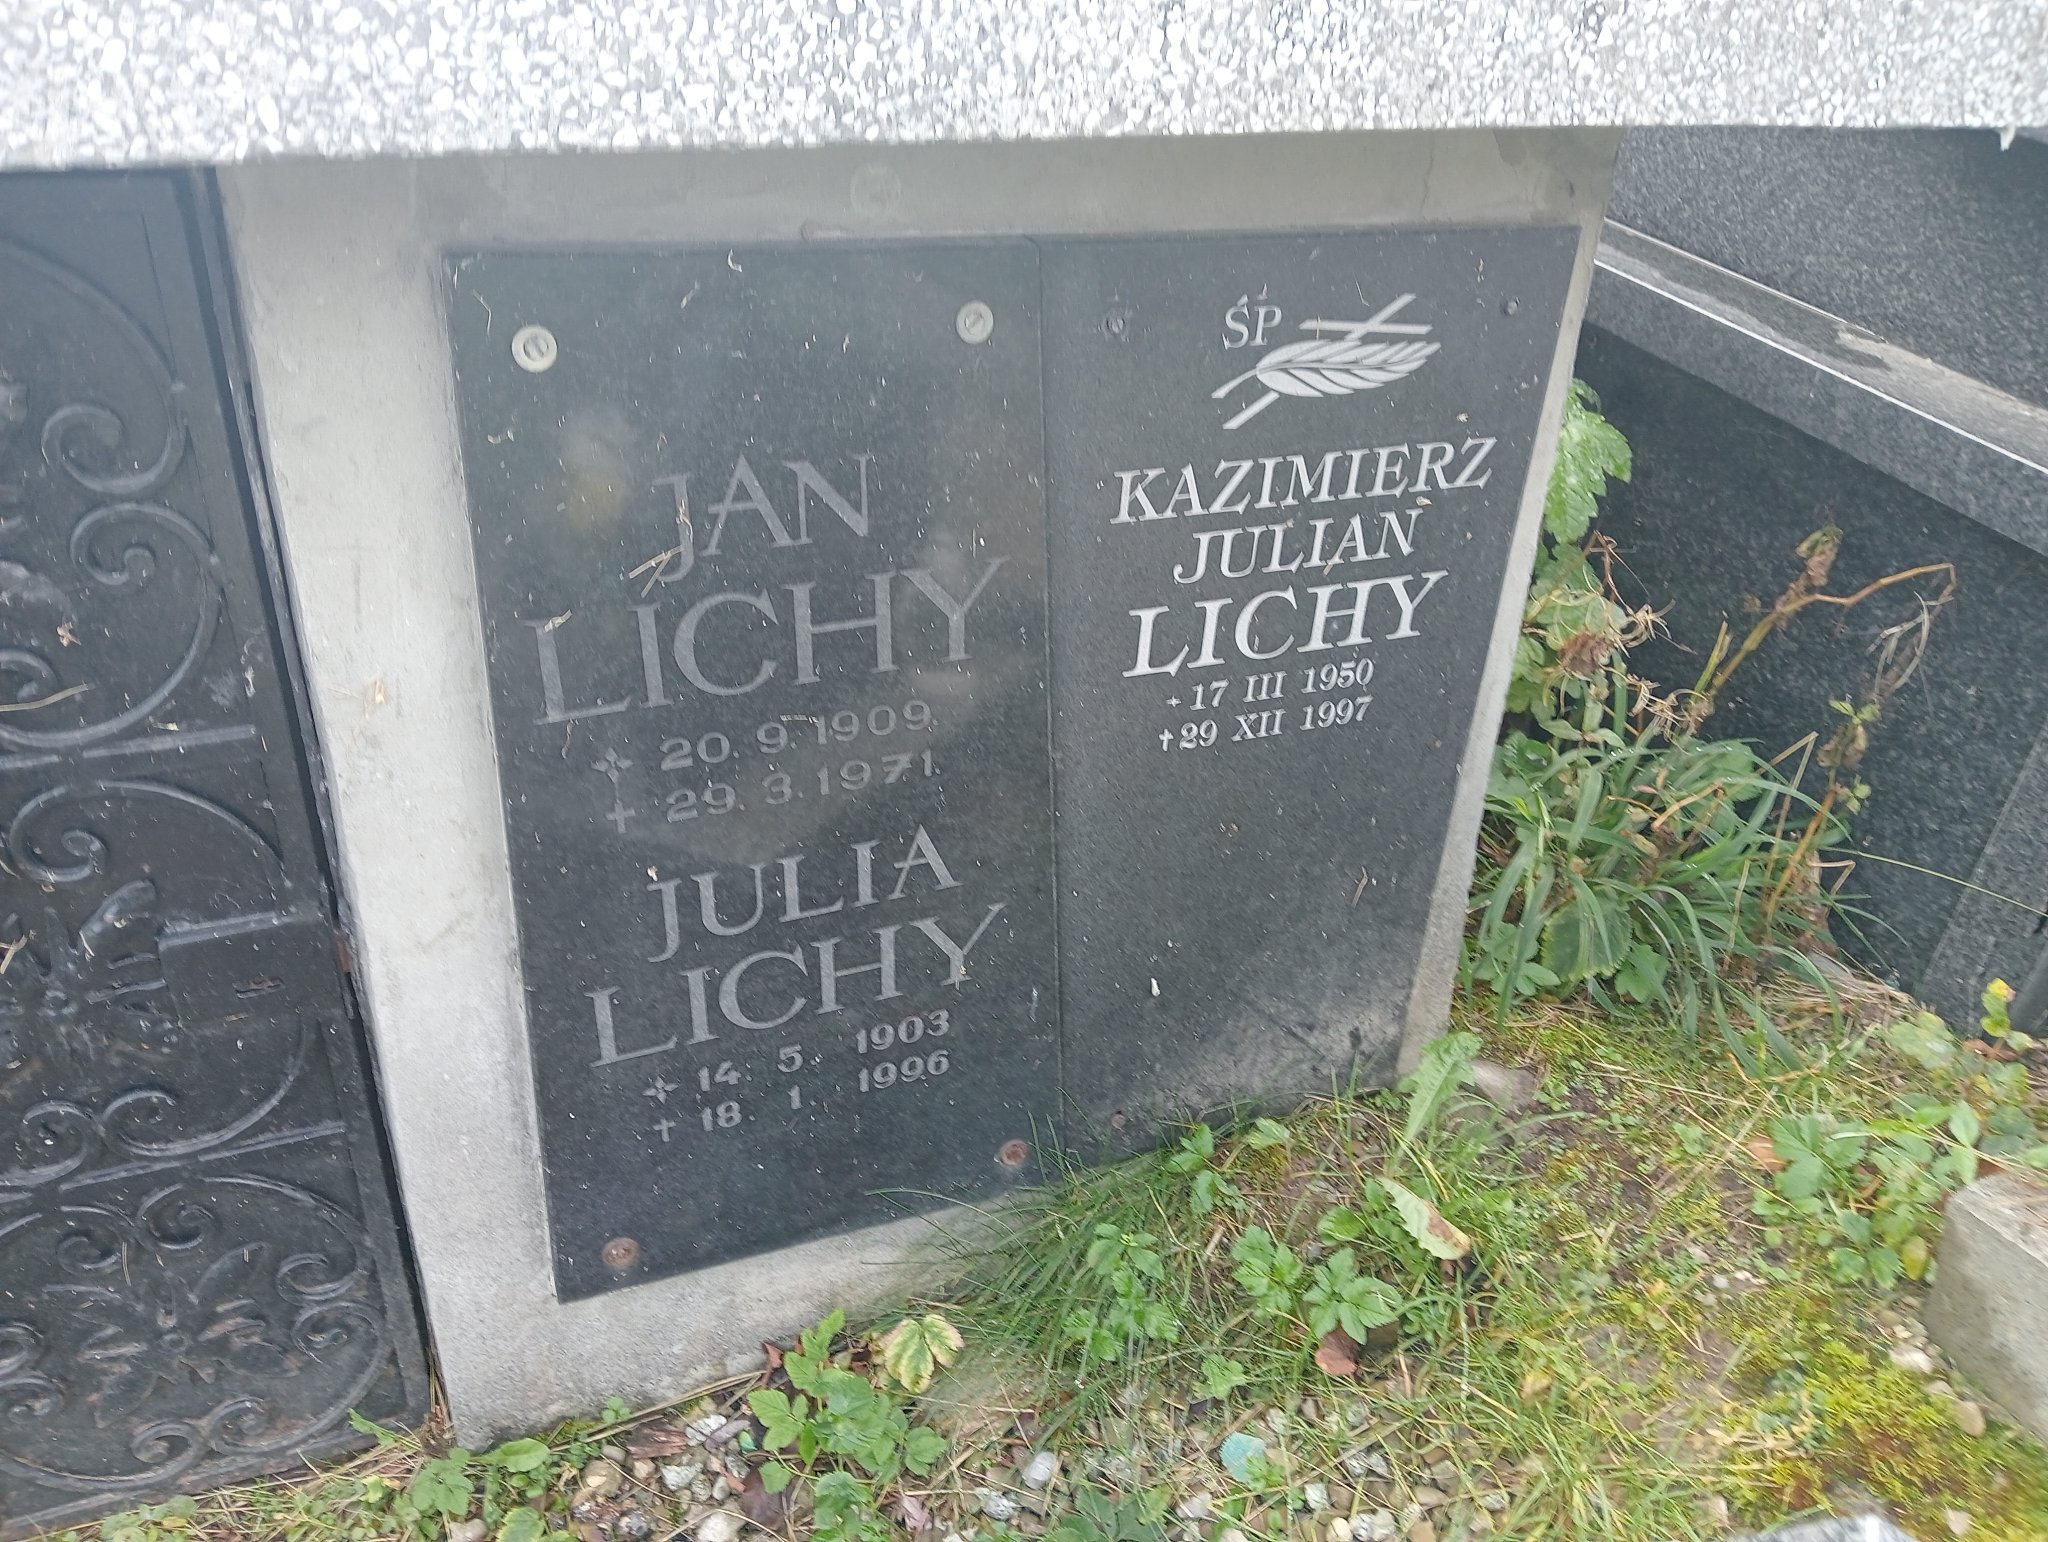 JAN
LICHY
20.9.1909
+ 29.3.1971
JULIA
LICHY
14. 5. 1903
+ 18. 1. 1996
ŚP
KAZIMIERZ
JULIAN
LICHY
17 III 1950
+29 XII 1997